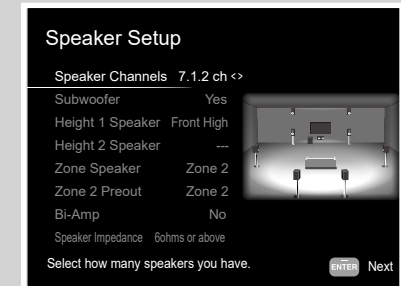 Speaker Setup
Speaker Channels 7.1.2 ch <>
Subwoofer Yes
Height 1 Speaker Front High
Height 2 Speaker ---
Zone Speaker Zone 2
Zone 2 Preout Zone 2
Bi-Amp No
Speaker Impedance 6ohms or above
Select how many speakers you have.
ENTER Next